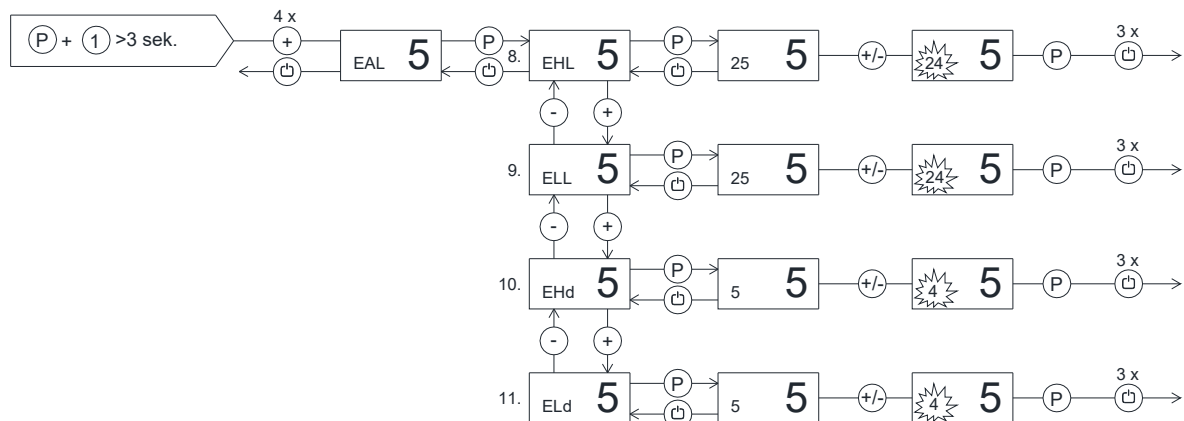 4 x
3 x
P + 1 >3 sek.
+
EAL 5
P
8. EHL 5
P
25 5
+/-
24 5
P
-
+
3 x
9. ELL 5
P
25 5
+/-
24 5
P
-
+
3 x
10. EHd 5
P
5 5
+/-
4 5
P
-
+
3 x
11. ELd 5
P
5 5
+/-
4 5
P